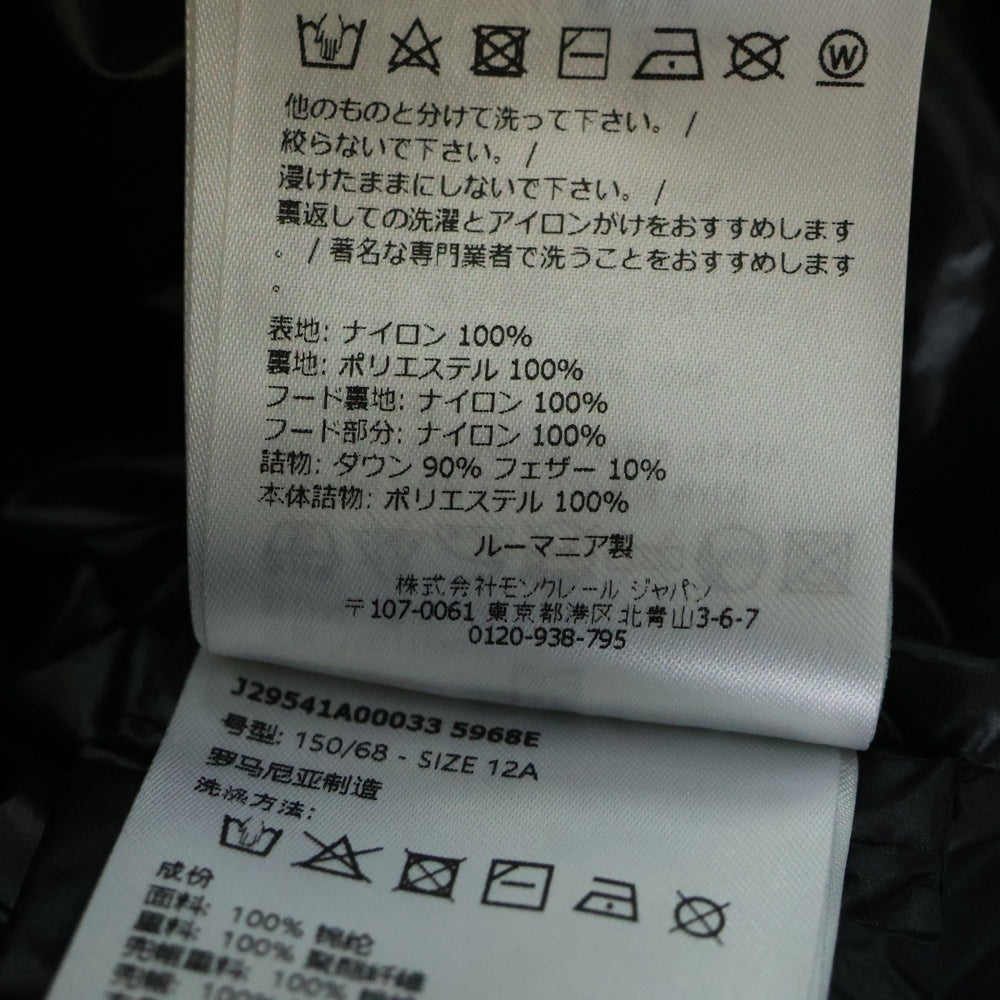 W
他のものと分けて洗って下さい。 /
絞らないで下さい。 /
浸けたままにしないで下さい。 /
裏返しての洗濯とアイロンがけをおすすめします
。 / 著名な専門業者で洗うことをおすすめします
。
表地: ナイロン 100%
裏地: ポリエステル 100%
フード裏地: ナイロン 100%
フード部分: ナイロン 100%
詰物: ダウン 90% フェザー 10%
本体詰物: ポリエステル 100%
ルーマニア製
株式会社モンクレール ジャパン
〒107-0061 東京都港区北青山3-6-7
0120-938-795
J29541A00033 5968E
号型: 150/68 - SIZE 12A
罗马尼亚制造
洗涤方法:
成份
面料: 100% 锦纶
里料: 100% 聚酯纤维
100% 锦纶
100%